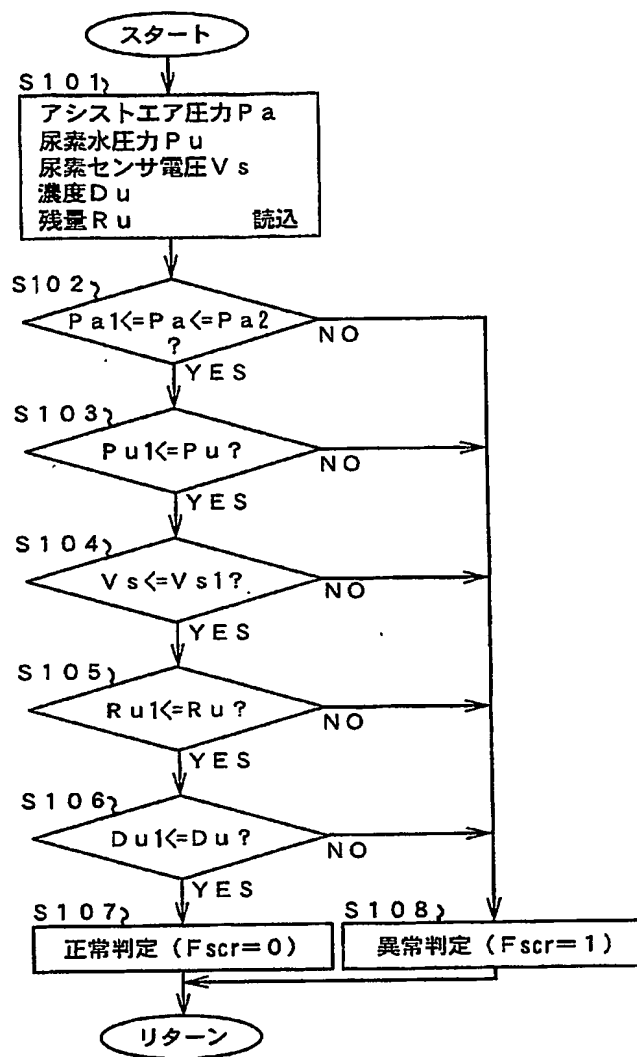 スタート
S101
アシストエア圧力Pa
尿素水圧力Pu
尿素センサ電圧Vs
濃度Du
残量Ru 読込
S102
Pa1<=Pa<=Pa2
?
NO
YES
S103
Pu1<=Pu?
NO
YES
S104
Vs<=Vs1?
NO
YES
S105
Ru1<=Ru?
NO
YES
S106
Du1<=Du?
NO
YES
S107
正常判定(Fscr=0)
S108
異常判定(Fscr=1)
リターン